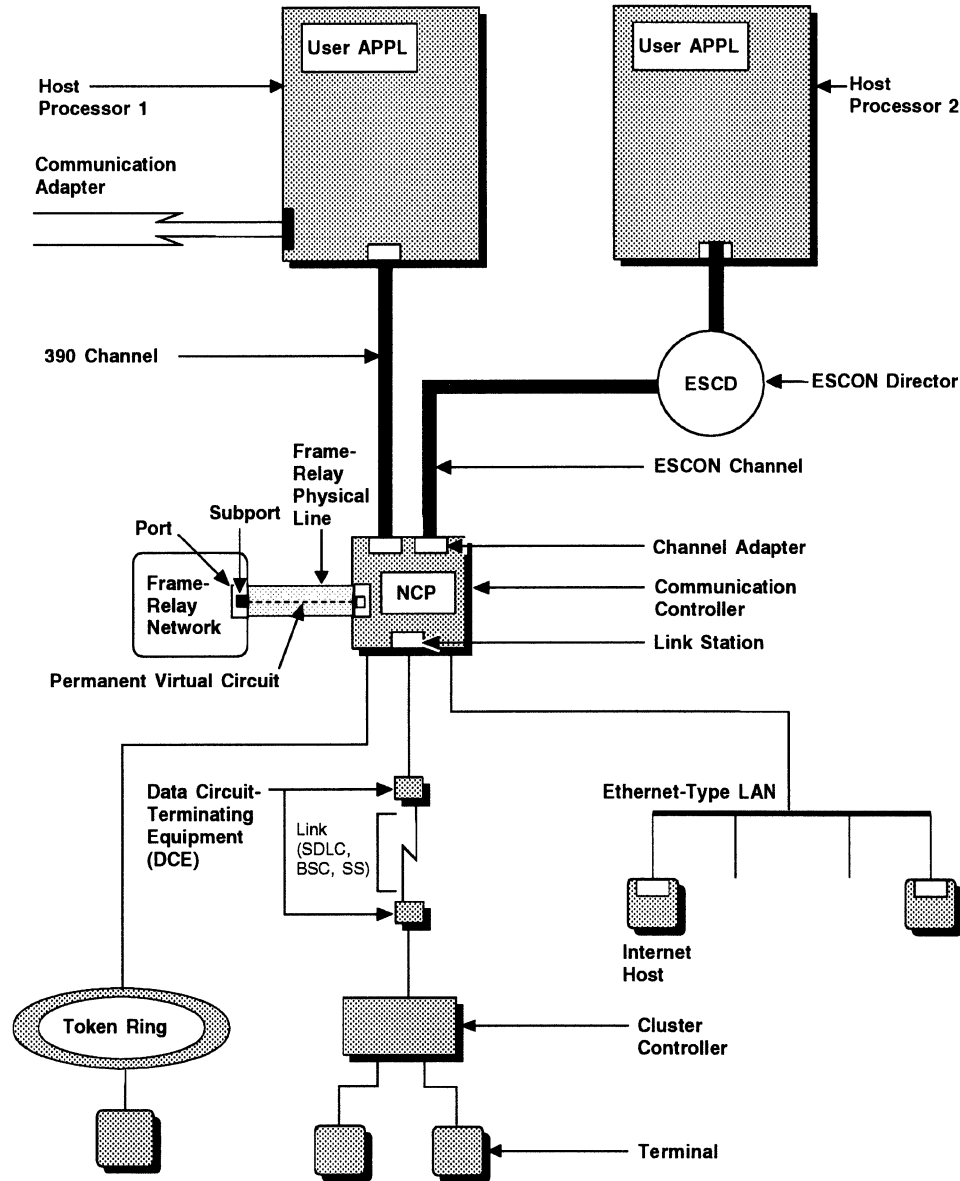 User APPL
User APPL
Host
Processor 1
Host
Processor 2
Communication
Adapter
390 Channel
ESCD
ESCON Director
Frame-
Relay
Physical
Line
ESCON Channel
Subport
Port
Channel Adapter
Frame-
Relay
Network
NCP
Communication
Controller
Link Station
Permanent Virtual Circuit
Data Circuit-
Terminating
Equipment
(DCE)
Link
(SDLC,
BSC, SS)
Ethernet-Type LAN
Internet
Host
Token Ring
Cluster
Controller
Terminal